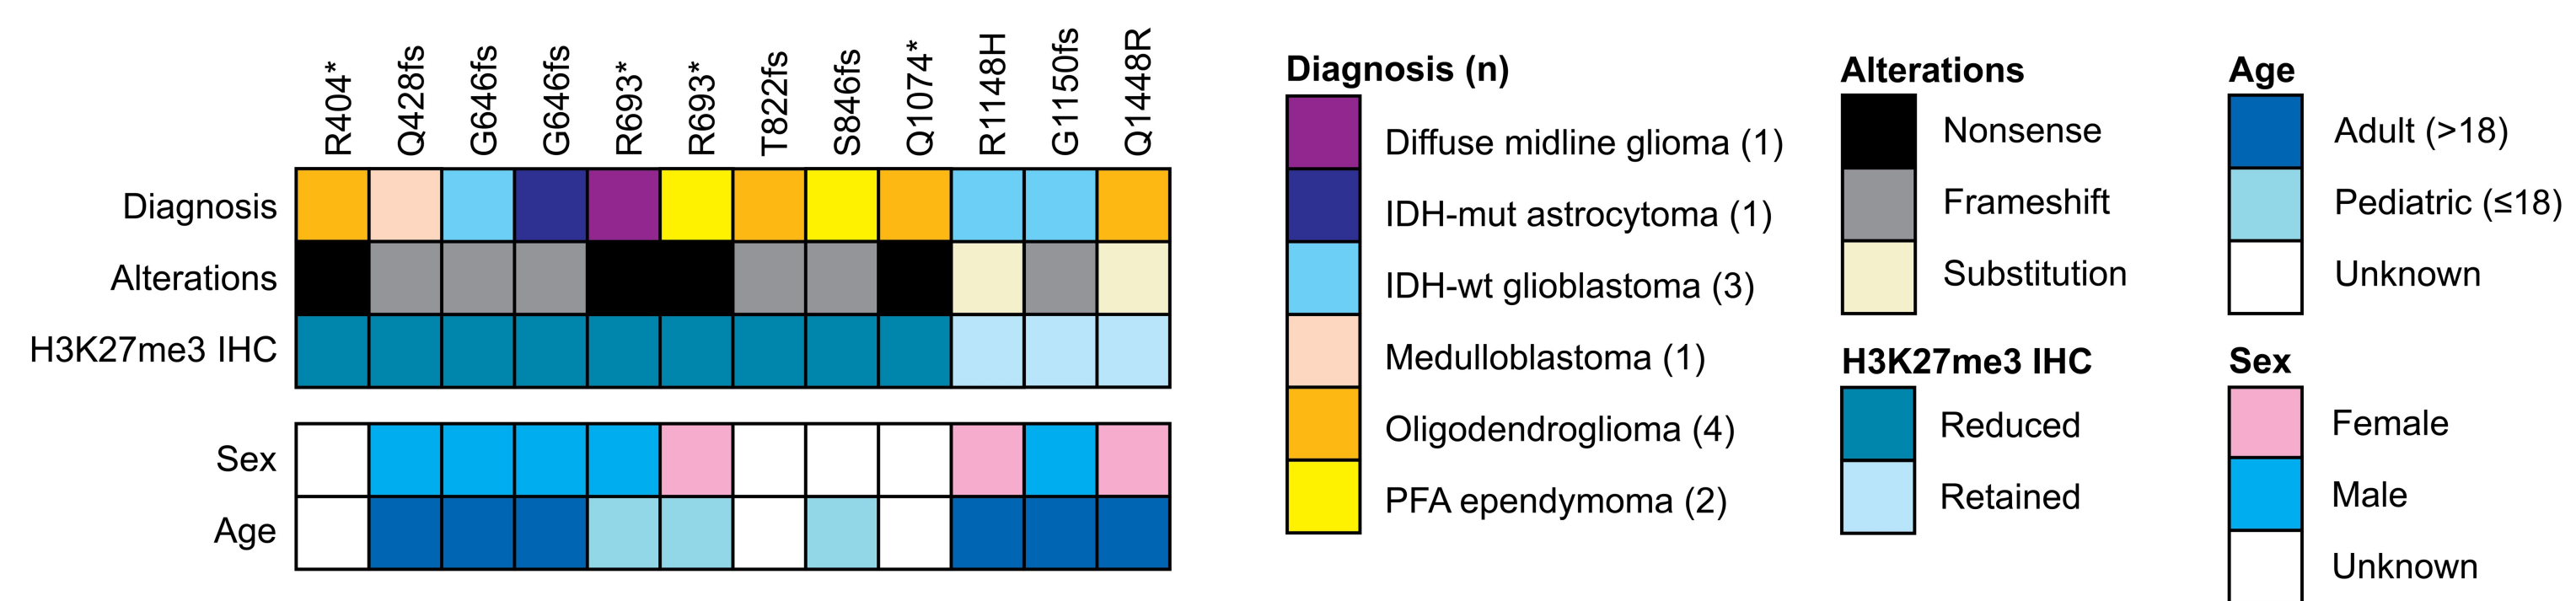 R404*
Q428fs
G646fs
G646fs
R693*
R693*
T822fs
S846fs
Q1074*
R1148H
G1150fs
Q1448R
Diagnosis
Alterations
H3K27me3 IHC
Sex
Age
Diagnosis (n)
Diffuse midline glioma (1)
IDH-mut astrocytoma (1)
IDH-wt glioblastoma (3)
Medulloblastoma (1)
Oligodendroglioma (4)
PFA ependymoma (2)
Alterations
Nonsense
Frameshift
Substitution
H3K27me3 IHC
Reduced
Retained
Age
Adult (>18)
Pediatric (≤18)
Unknown
Sex
Female
Male
Unknown